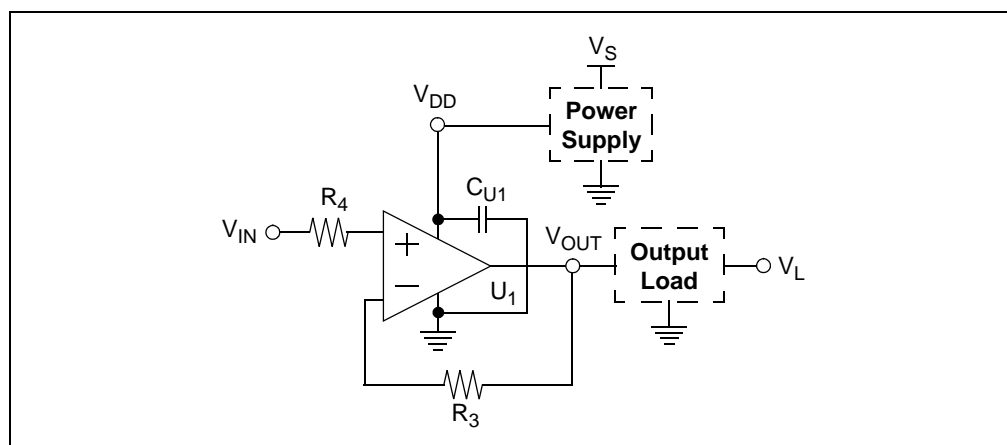 V_S
V_DD
Power
Supply
C_U1
R_4
V_IN
+
−
V_OUT
U_1
Output
Load
V_L
R_3